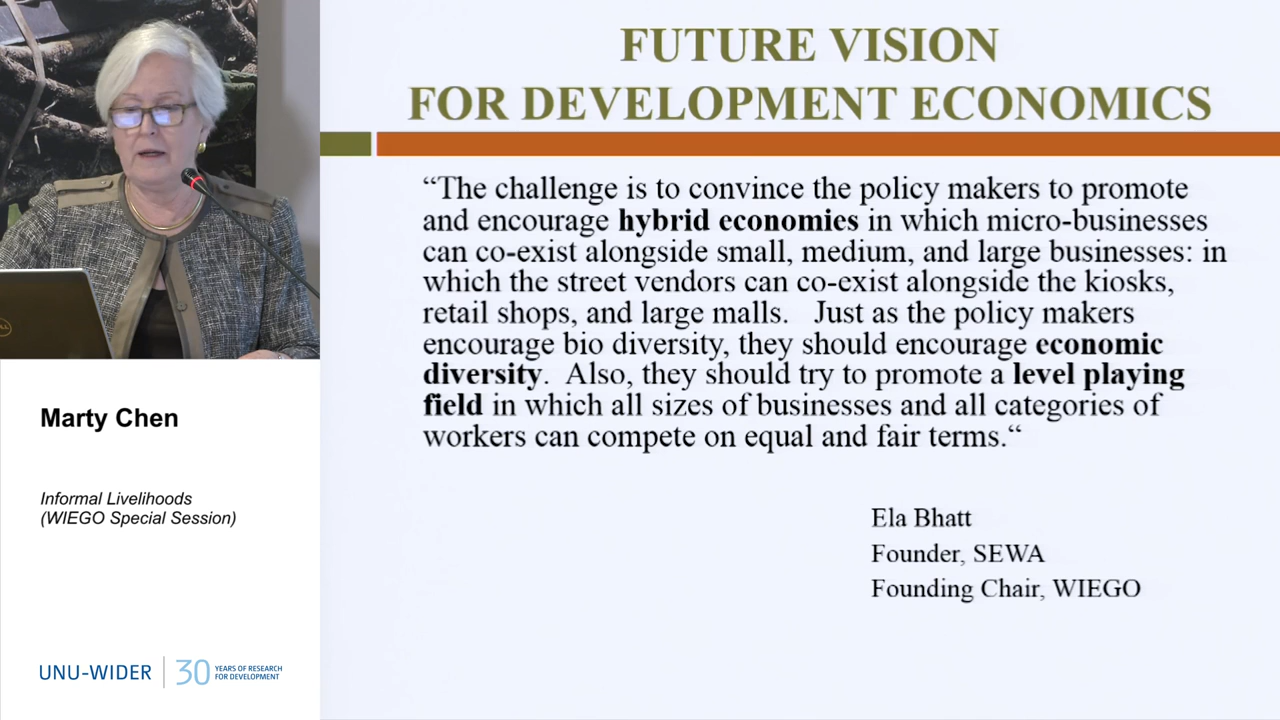 FUTURE VISION
FOR DEVELOPMENT ECONOMICS
“The challenge is to convince the policy makers to promote
and encourage hybrid economies in which micro-businesses
can co-exist alongside small, medium, and large businesses: in
which the street vendors can co-exist alongside the kiosks,
retail shops, and large malls. Just as the policy makers
encourage bio diversity, they should encourage economic
diversity. Also, they should try to promote a level playing
field in which all sizes of businesses and all categories of
workers can compete on equal and fair terms.“
Ela Bhatt
Founder, SEWA
Founding Chair, WIEGO
Marty Chen
Informal Livelihoods
(WIEGO Special Session)
UNU-WIDER
30
YEARS OF RESEARCH
FOR DEVELOPMENT